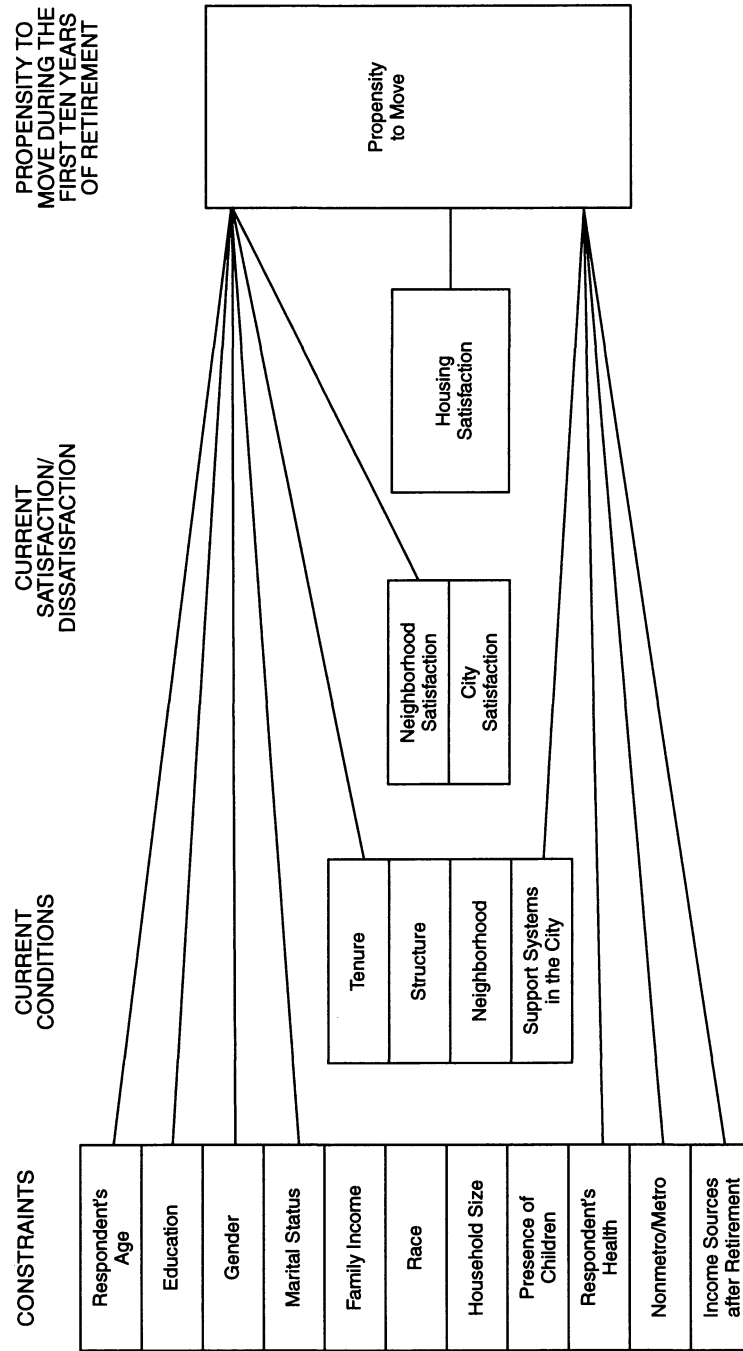 CONSTRAINTS
Respondent's
Age
Education
Gender
Marital Status
Family Income
Race
Household Size
Presence of
Children
Respondent's
Health
Nonmetro/Metro
Income Sources
after Retirement
CURRENT
CONDITIONS
Tenure
Structure
Neighborhood
Support Systems
in the City
CURRENT
SATISFACTION/
DISSATISFACTION
Neighborhood
Satisfaction
City
Satisfaction
Housing
Satisfaction
PROPENSITY TO
MOVE DURING THE
FIRST TEN YEARS
OF RETIREMENT
Propensity
to Move